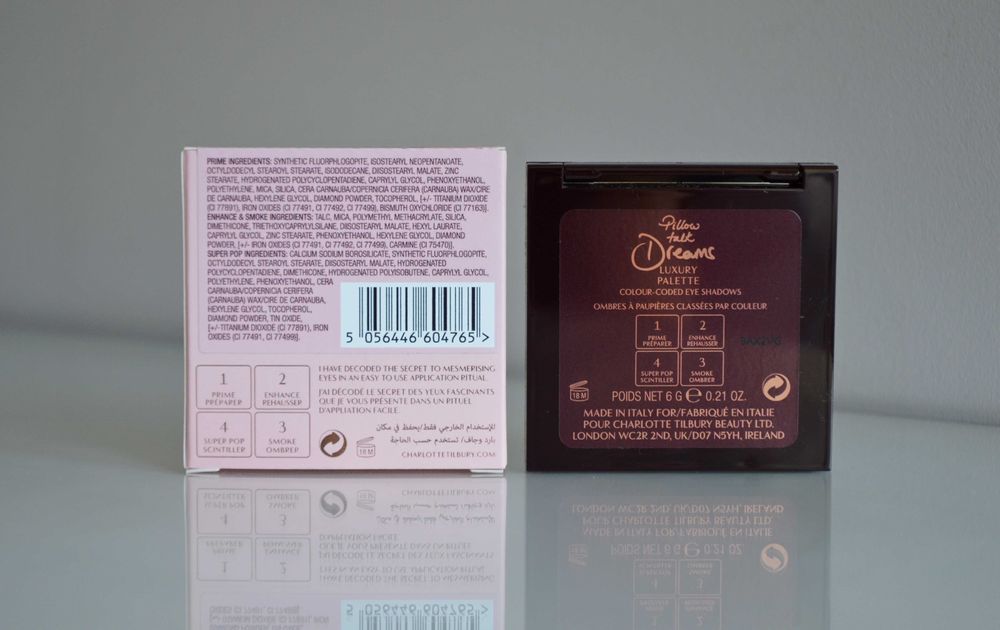 PRIME INGREDIENTS: SYNTHETIC FLUORPHLOGOPITE, ISOSTEARYL NEOPENTANOATE,
OCTYLDODECYL STEAROYL STEARATE, ISODODECANE, DIISOSTEARYL MALATE, ZINC
STEARATE, HYDROGENATED POLYCYCLOPENTADIENE, CAPRYLYL GLYCOL, PHENOXYETHANOL,
POLYETHYLENE, MICA, SILICA, CERA CARNAUBA/COPERNICIA CERIFERA (CARNAUBA) WAX/CIRE
DE CARNAUBA, HEXYLENE GLYCOL, DIAMOND POWDER, TOCOPHEROL, [+/- TITANIUM DIOXIDE
(CI 77891), IRON OXIDES (CI 77491, CI 77492, CI 77499), BISMUTH OXYCHLORIDE (CI 77163)].
ENHANCE & SMOKE INGREDIENTS: TALC, MICA, POLYMETHYL METHACRYLATE, SILICA,
DIMETHICONE, TRIETHOXYCAPRYLYLSILANE, DIISOSTEARYL MALATE, HEXYL LAURATE,
CAPRYLYL GLYCOL, ZINC STEARATE, PHENOXYETHANOL, HEXYLENE GLYCOL, DIAMOND
POWDER, [+/- IRON OXIDES (CI 77491, CI 77492, CI 77499), CARMINE (CI 75470)].
SUPER POP INGREDIENTS: CALCIUM SODIUM BOROSILICATE, SYNTHETIC FLUORPHLOGOPITE,
OCTYLDODECYL STEAROYL STEARATE, DIISOSTEARYL MALATE, HYDROGENATED
POLYCYCLOPENTADIENE, DIMETHICONE, HYDROGENATED POLYISOBUTENE, CAPRYLYL GLYCOL,
POLYETHYLENE, PHENOXYETHANOL, CERA
CARNAUBA/COPERNICIA CERIFERA
(CARNAUBA) WAX/CIRE DE CARNAUBA,
HEXYLENE GLYCOL, TOCOPHEROL,
DIAMOND POWDER, TIN OXIDE,
[+/-TITANIUM DIOXIDE (CI 77891), IRON
OXIDES (CI 77491, CI 77499)].
5 056446 604765 >
1 PRIME PRÉPARER
2 ENHANCE REHAUSSER
4 SUPER POP SCINTILLER
3 SMOKE OMBRER
I HAVE DECODED THE SECRET TO MESMERISING
EYES IN AN EASY TO USE APPLICATION RITUAL.
J'AI DÉCODÉ LE SECRET DES YEUX FASCINANTS
QUE JE VOUS PRÉSENTE DANS UN RITUEL
D'APPLIATION FACILE.
للإستخدام الخارجي فقط/يحفظ في مكان
بارد وجاف/ تستخدم حسب الحاجة
18 M
CHARLOTTETILBURY.COM
Pillow
talk
Dreams
LUXURY
PALETTE
COLOUR-CODED EYE SHADOWS
OMBRES À PAUPIÈRES CLASSÉES PAR COULEUR
1 PRIME PRÉPARER
2 ENHANCE REHAUSSER
4 SUPER POP SCINTILLER
3 SMOKE OMBRER
18 M
POIDS NET 6 G e 0.21 OZ.
MADE IN ITALY FOR/FABRIQUÉ EN ITALIE
POUR CHARLOTTE TILBURY BEAUTY LTD.
LONDON WC2R 2ND, UK/D07 N5YH, IRELAND